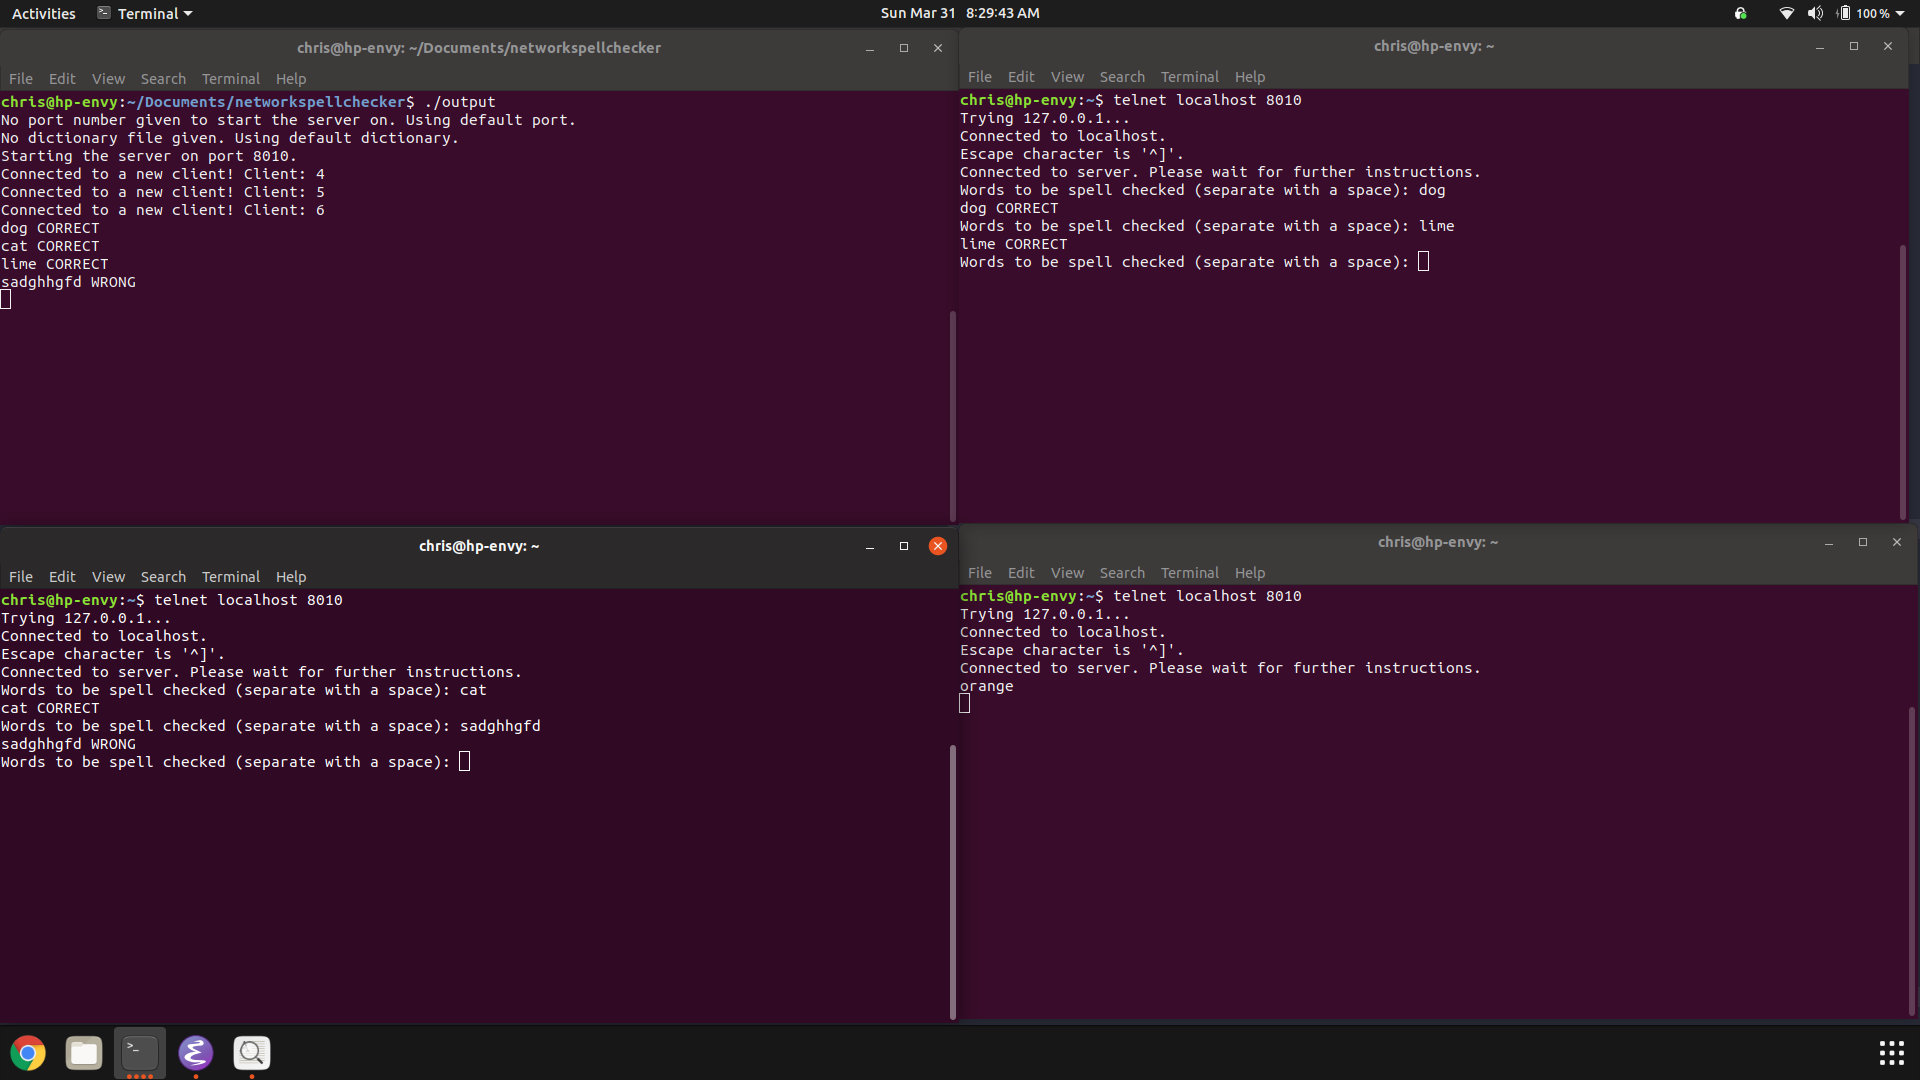 Activities Terminal Sun Mar 31 8:29:43 AM 100 %
chris@hp-envy: ~/Documents/networkspellchecker
File Edit View Search Terminal Help
chris@hp-envy:~/Documents/networkspellchecker$ ./output
No port number given to start the server on. Using default port.
No dictionary file given. Using default dictionary.
Starting the server on port 8010.
Connected to a new client! Client: 4
Connected to a new client! Client: 5
Connected to a new client! Client: 6
dog CORRECT
cat CORRECT
lime CORRECT
sadghhgfd WRONG
chris@hp-envy: ~
File Edit View Search Terminal Help
chris@hp-envy:~$ telnet localhost 8010
Trying 127.0.0.1...
Connected to localhost.
Escape character is '^]'.
Connected to server. Please wait for further instructions.
Words to be spell checked (separate with a space): dog
dog CORRECT
Words to be spell checked (separate with a space): lime
lime CORRECT
Words to be spell checked (separate with a space):
chris@hp-envy: ~
File Edit View Search Terminal Help
chris@hp-envy:~$ telnet localhost 8010
Trying 127.0.0.1...
Connected to localhost.
Escape character is '^]'.
Connected to server. Please wait for further instructions.
Words to be spell checked (separate with a space): cat
cat CORRECT
Words to be spell checked (separate with a space): sadghhgfd
sadghhgfd WRONG
Words to be spell checked (separate with a space):
chris@hp-envy: ~
File Edit View Search Terminal Help
chris@hp-envy:~$ telnet localhost 8010
Trying 127.0.0.1...
Connected to localhost.
Escape character is '^]'.
Connected to server. Please wait for further instructions.
orange